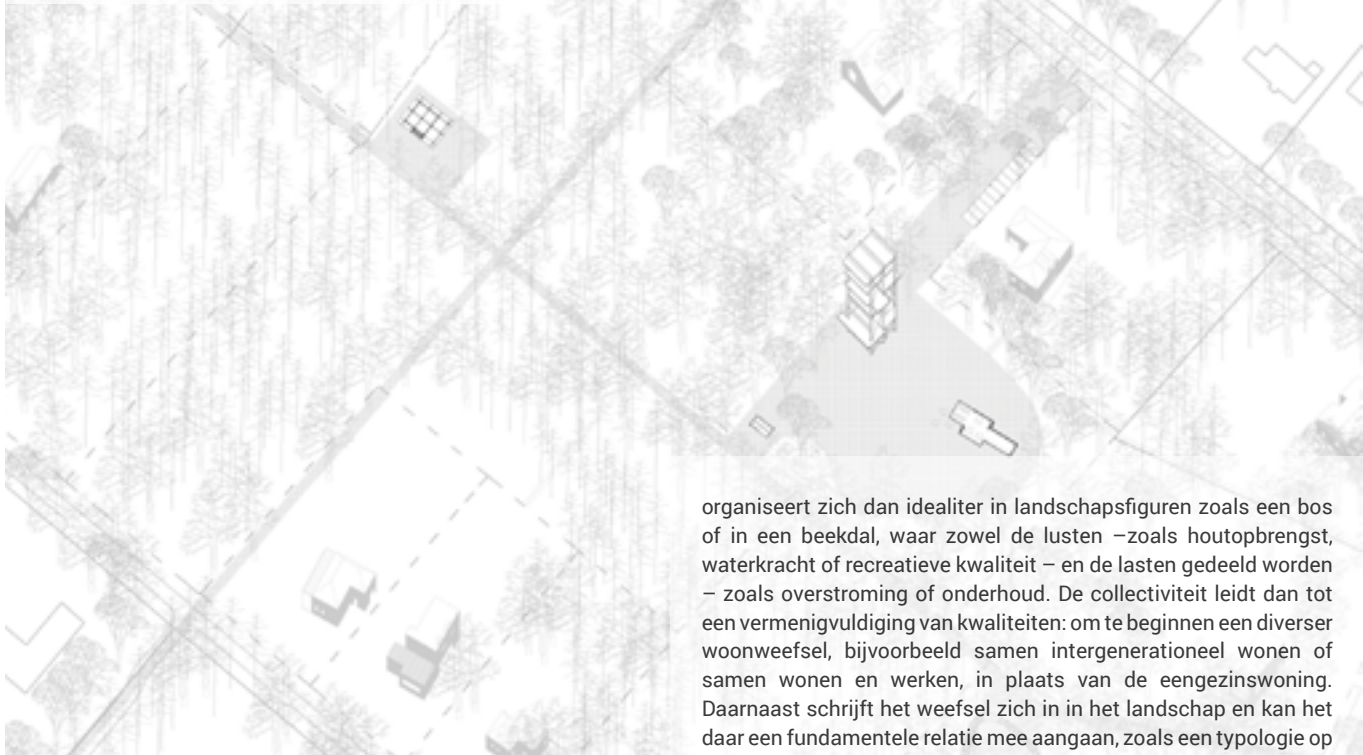 organiseert zich dan idealiter in landschapsfiguren zoals een bos
of in een beekdal, waar zowel de lusten –zoals houtopbrengst,
waterkracht of recreatieve kwaliteit – en de lasten gedeeld worden
– zoals overstroming of onderhoud. De collectiviteit leidt dan tot
een vermenigvuldiging van kwaliteiten: om te beginnen een diverser
woonweefsel, bijvoorbeeld samen intergenerationeel wonen of
samen wonen en werken, in plaats van de eengezinswoning.
Daarnaast schrijft het weefsel zich in in het landschap en kan het
daar een fundamentele relatie mee aangaan, zoals een typologie op